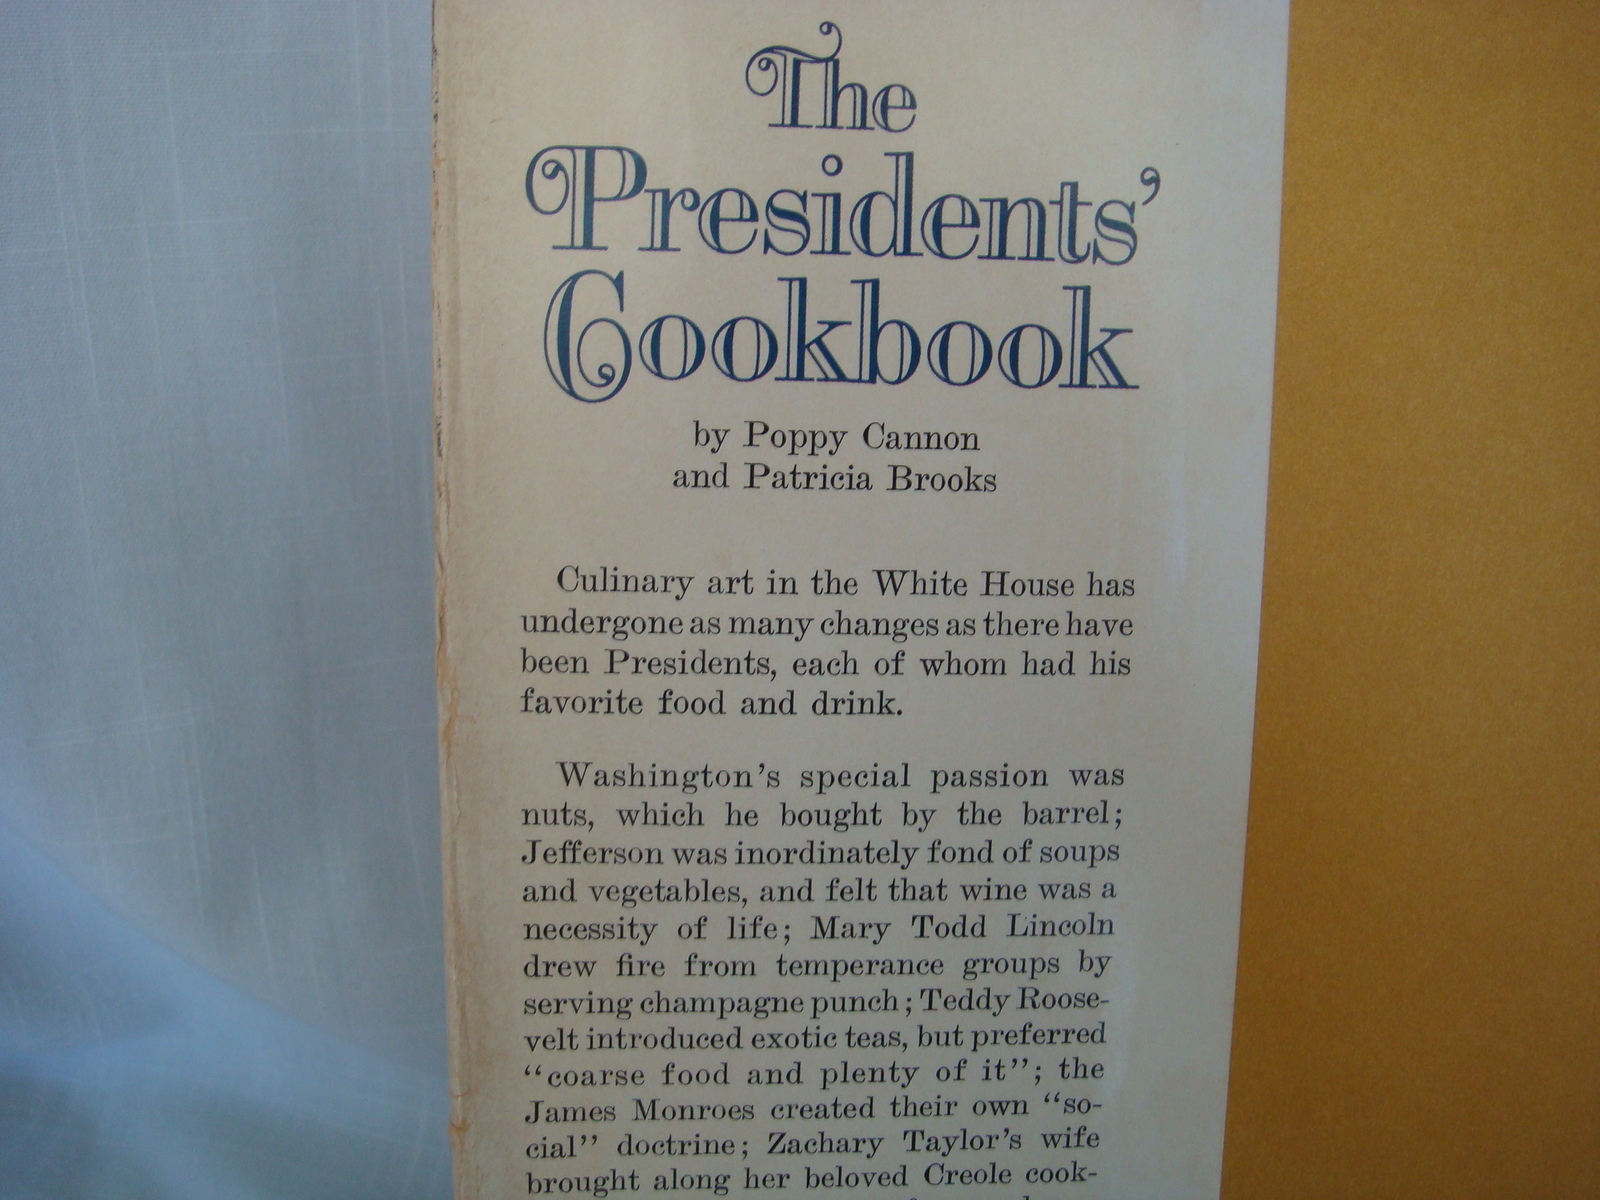 The
Presidents’
Cookbook
by Poppy Cannon
and Patricia Brooks
Culinary art in the White House has
undergone as many changes as there have
been Presidents, each of whom had his
favorite food and drink.
Washington’s special passion was
nuts, which he bought by the barrel;
Jefferson was inordinately fond of soups
and vegetables, and felt that wine was a
necessity of life; Mary Todd Lincoln
drew fire from temperance groups by
serving champagne punch; Teddy Roose-
velt introduced exotic teas, but preferred
“coarse food and plenty of it”; the
James Monroes created their own “so-
cial” doctrine; Zachary Taylor’s wife
brought along her beloved Creole cook-